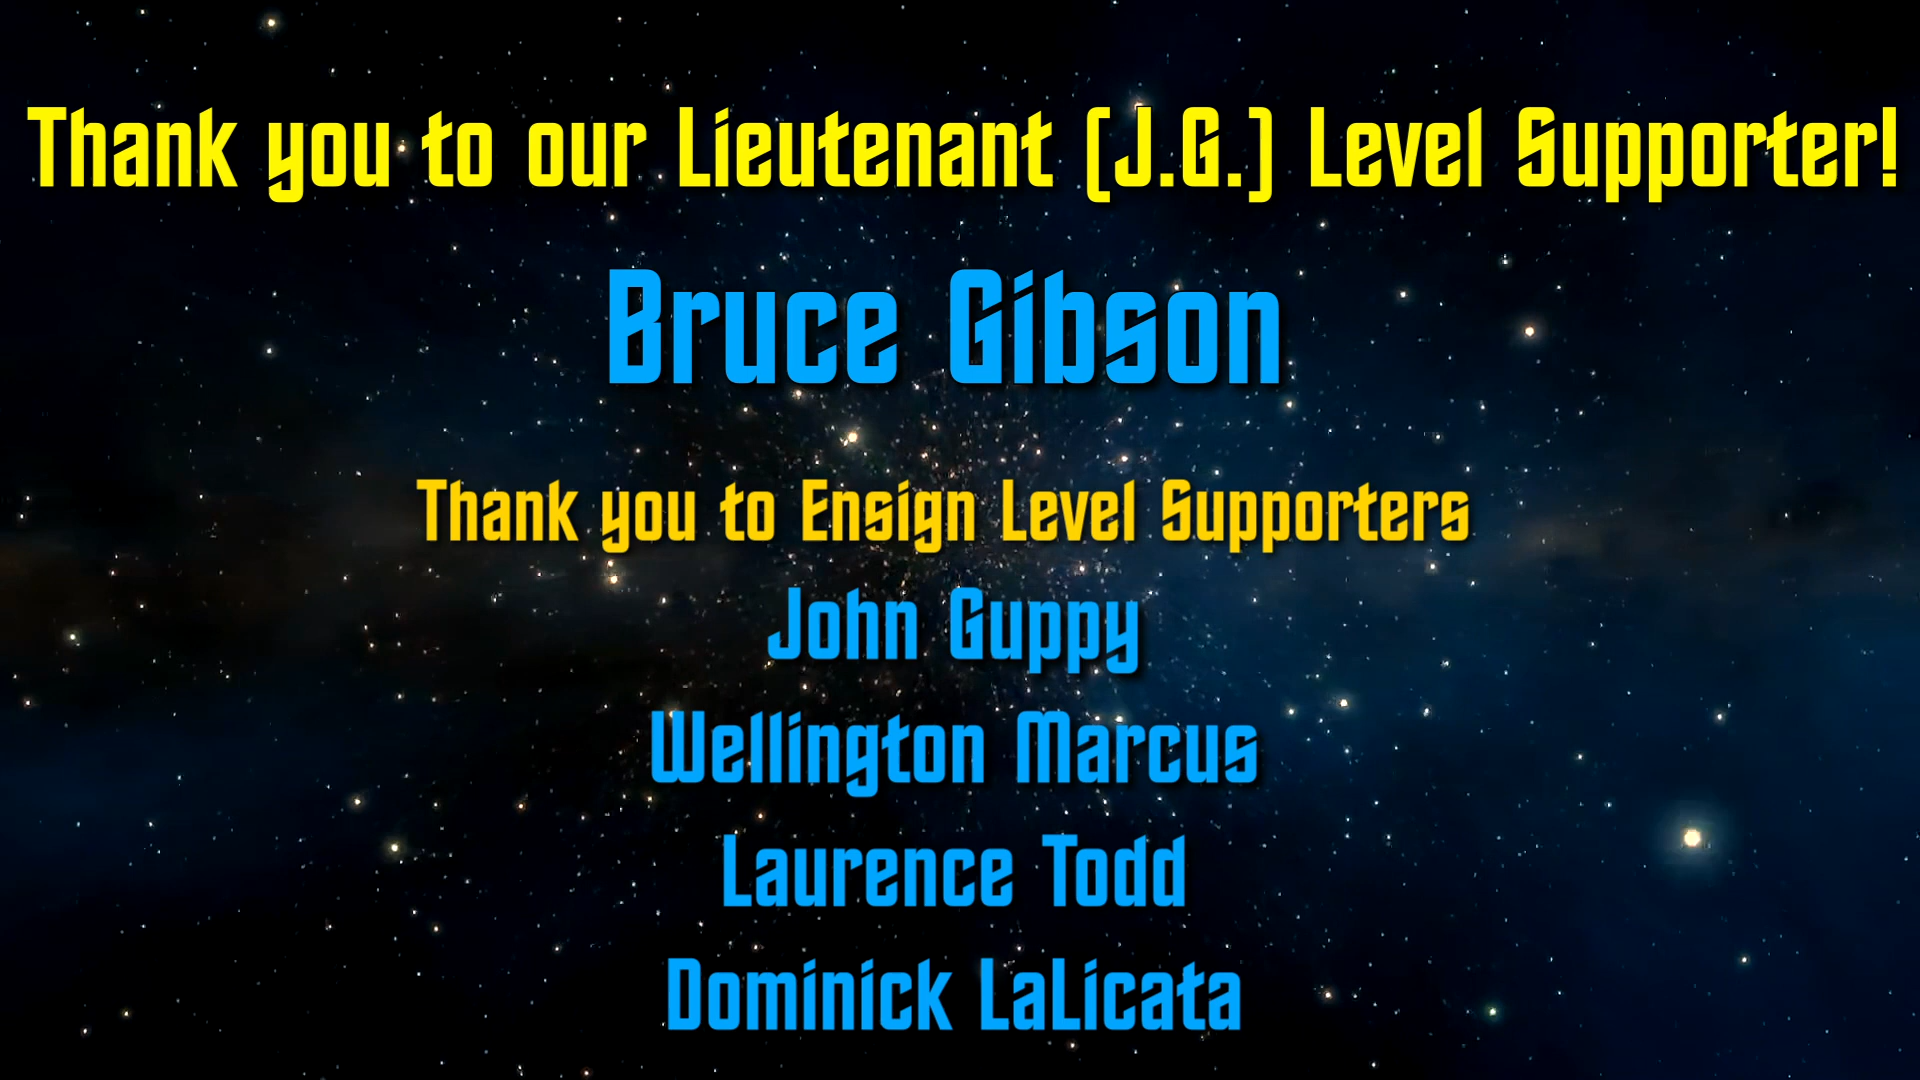 Thank you to our Lieutenant (J.G.) Level Supporter!
Bruce Gibson
Thank you to Ensign Level Supporters
John Guppy
Wellington Marcus
Laurence Todd
Dominick LaLicata